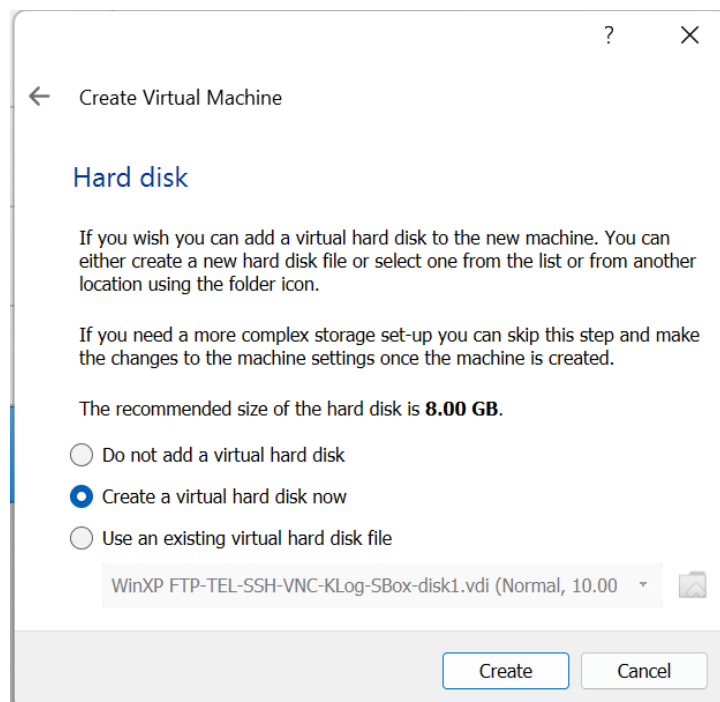 ?
Create Virtual Machine
Hard disk
If you wish you can add a virtual hard disk to the new machine. You can
either create a new hard disk file or select one from the list or from another
location using the folder icon.
If you need a more complex storage set-up you can skip this step and make
the changes to the machine settings once the machine is created.
The recommended size of the hard disk is 8.00 GB.
Do not add a virtual hard disk
Create a virtual hard disk now
Use an existing virtual hard disk file
WinXP FTP-TEL-SSH-VNC-KLog-SBox-disk1.vdi (Normal, 10.00
Create Cancel